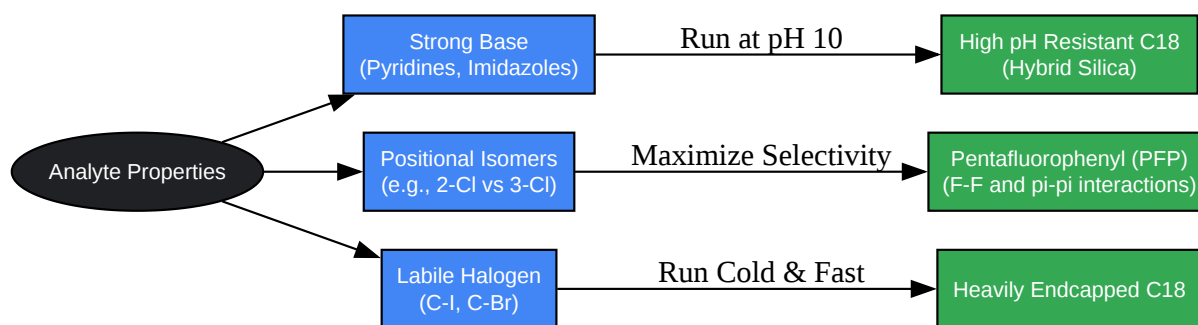 Strong Base
(Pyridines, Imidazoles)
Run at pH 10
High pH Resistant C18
(Hybrid Silica)
Analyte Properties
Positional Isomers
(e.g., 2-Cl vs 3-Cl)
Maximize Selectivity
Pentafluorophenyl (PFP)
(F-F and pi-pi interactions)
Labile Halogen
(C-I, C-Br)
Run Cold & Fast
Heavily Endcapped C18